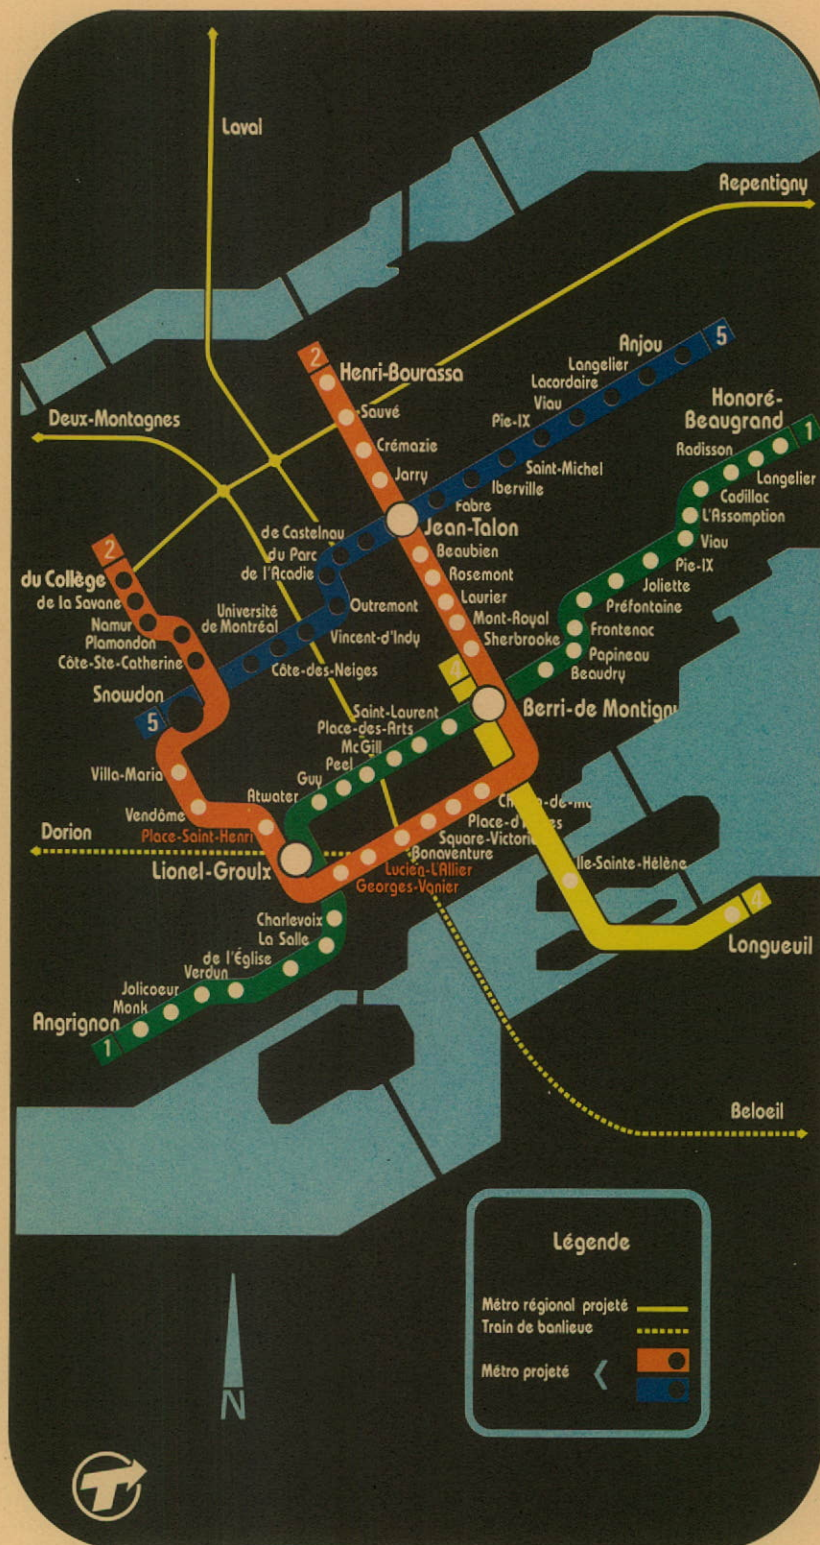 Laval
Repentigny
Deux-Montagnes
2
Henri-Bourassa
Sauvé
Crémazie
Jarry
Anjou
5
Langelier
Lacordaire
Viau
Pie-IX
Saint-Michel
Iberville
Fabre
Jean-Talon
Honoré-
Beaugrand
1
Radisson
Langelier
Cadillac
L'Assomption
Viau
Pie-IX
Joliette
Préfontaine
Frontenac
Papineau
Beaudry
de Castelnau
du Parc
de l'Acadie
Beaubien
Rosemont
Laurier
Mont-Royal
Sherbrooke
2
du Collège
de la Savane
Namur
Plamondon
Côte-Ste-Catherine
Université
de Montréal
Outremont
Vincent-d'Indy
Côte-des-Neiges
Snowdon
5
4
Berri-de Montigny
Saint-Laurent
Place-des-Arts
McGill
Peel
Guy
Atwater
Villa-Maria
Vendôme
Place-Saint-Henri
Dorion
Lionel-Groulx
Square-Victoria
Bonaventure
Lucien-L'Allier
Georges-Vanier
Ile-Sainte-Hélène
4
Longueuil
Charlevoix
La Salle
de l'Église
Verdun
Jolicoeur
Monk
Angrignon
1
Beloeil
Légende
Métro régional projeté
Train de banlieue
Métro projeté
N
T